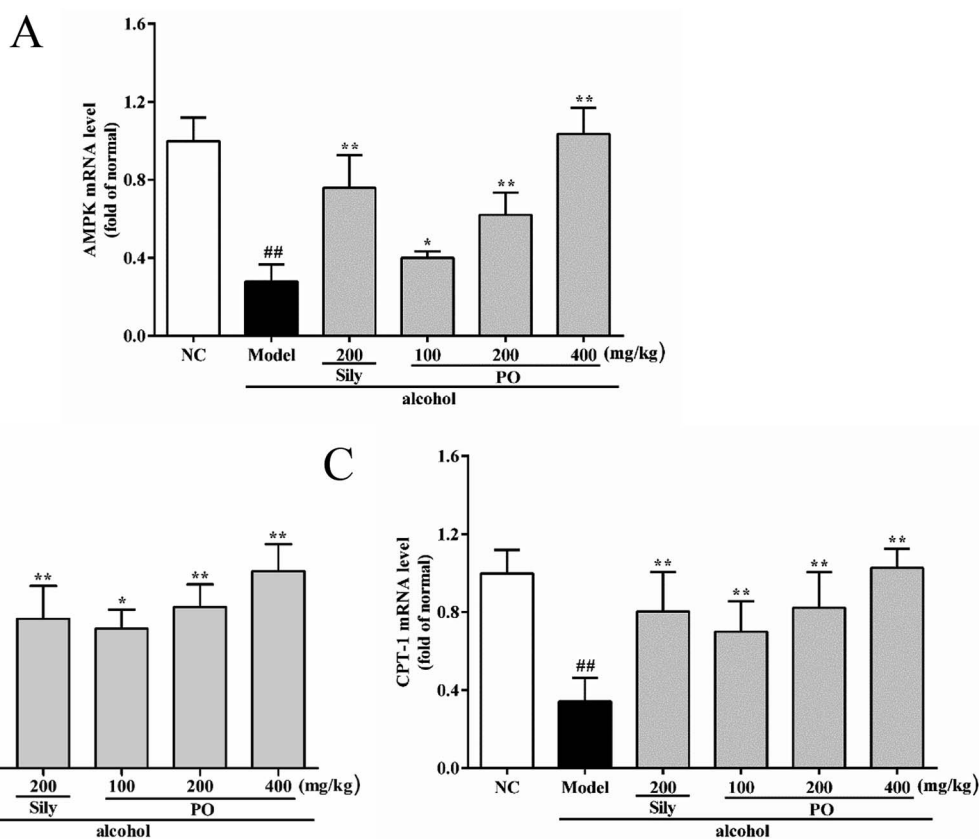 A
AMPK mRNA level
(fold of normal)
1.6
1.2
0.8
0.4
0.0
##
**
*
**
**
NC Model 200 100 200 400 (mg/kg)
Sily PO
alcohol
**
*
**
**
200 100 200 400 (mg/kg)
Sily PO
alcohol
C
CPT-1 mRNA level
(fold of normal)
1.6
1.2
0.8
0.4
0.0
##
**
**
**
**
NC Model 200 100 200 400 (mg/kg)
Sily PO
alcohol